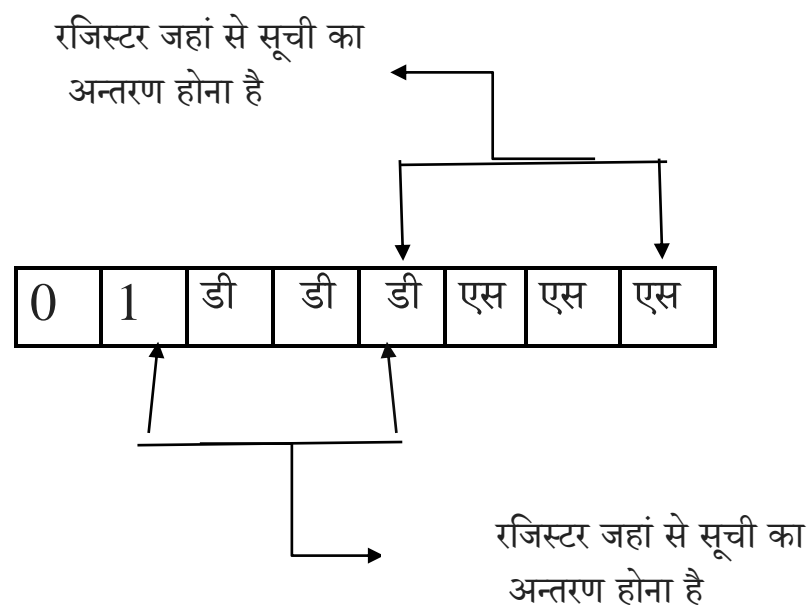 रजिस्टर जहां से सूची का
अन्तरण होना है
0 1 डी डी डी एस एस एस
रजिस्टर जहां से सूची का
अन्तरण होना है